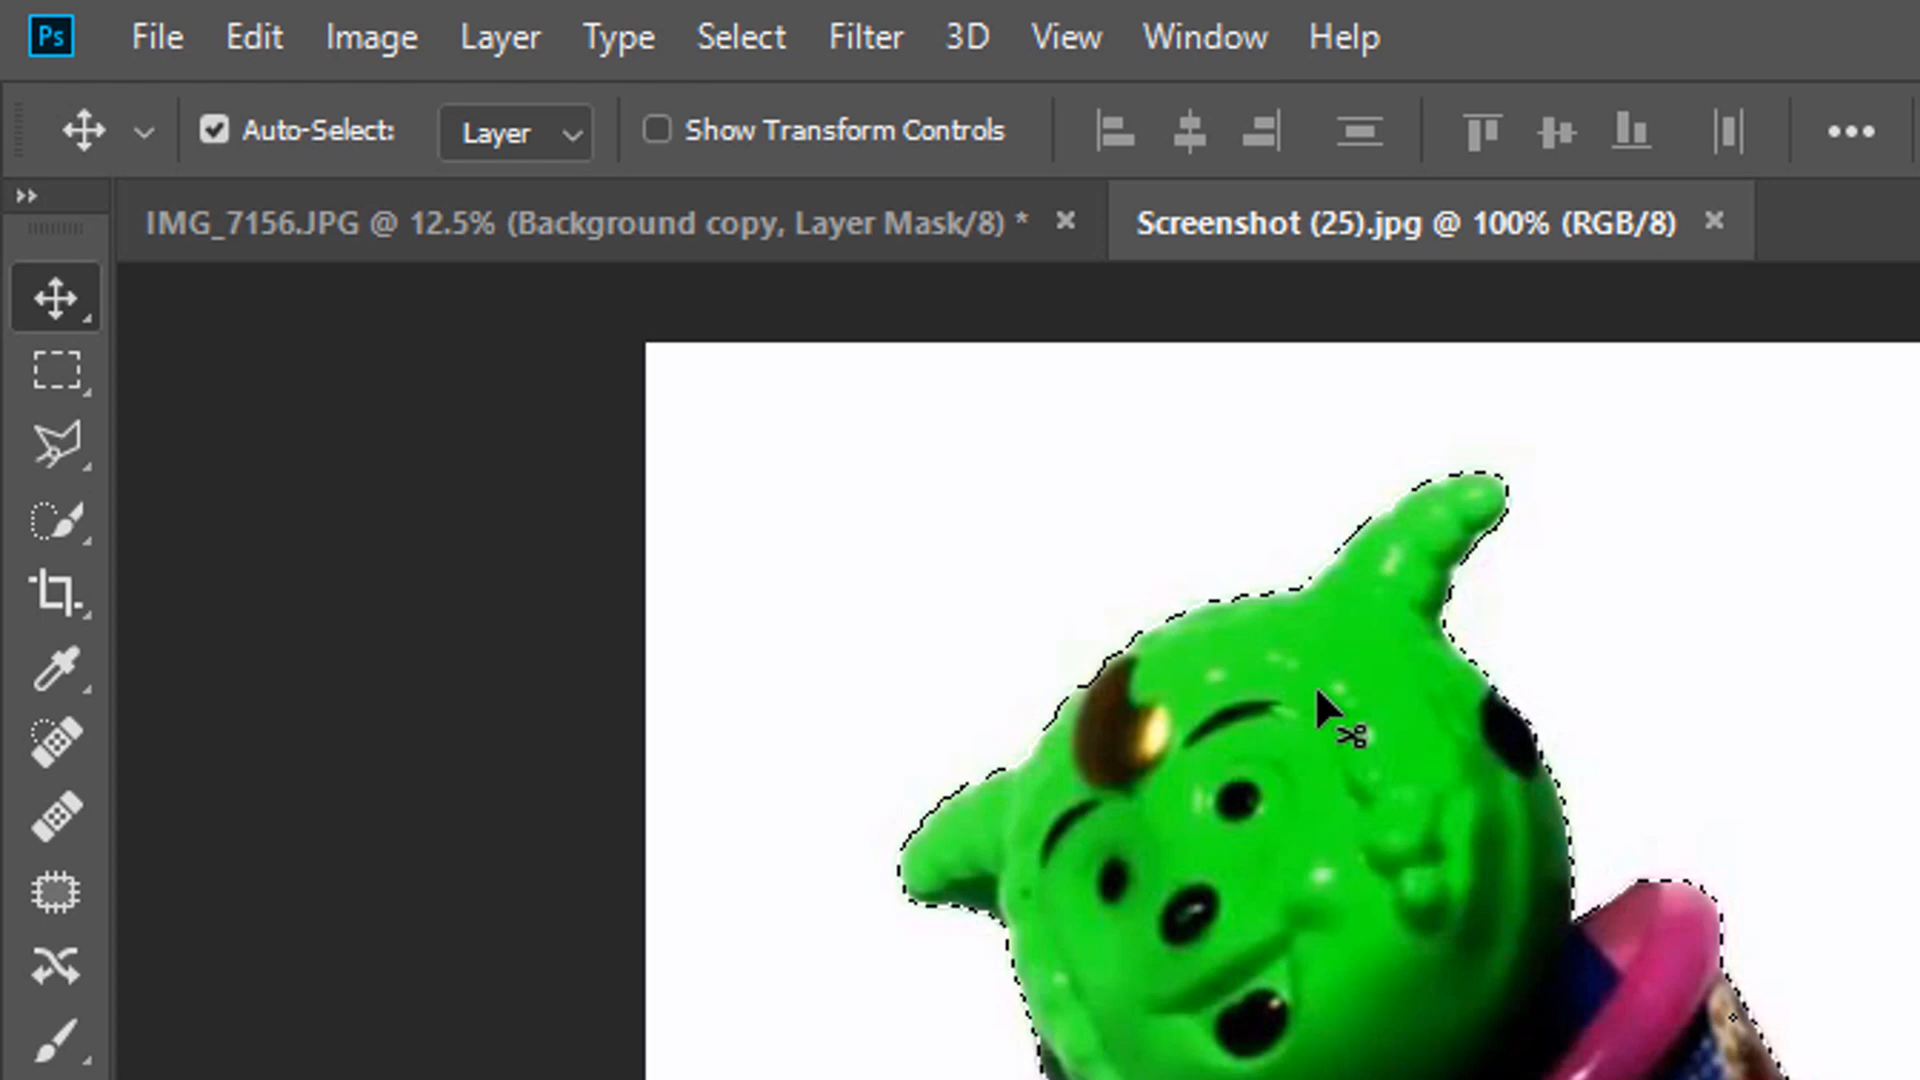 Ps File Edit Image Layer Type Select Filter 3D View Window Help
Auto-Select: Layer Show Transform Controls
IMG_7156.JPG @ 12.5% (Background copy, Layer Mask/8) * Screenshot (25).jpg @ 100% (RGB/8)